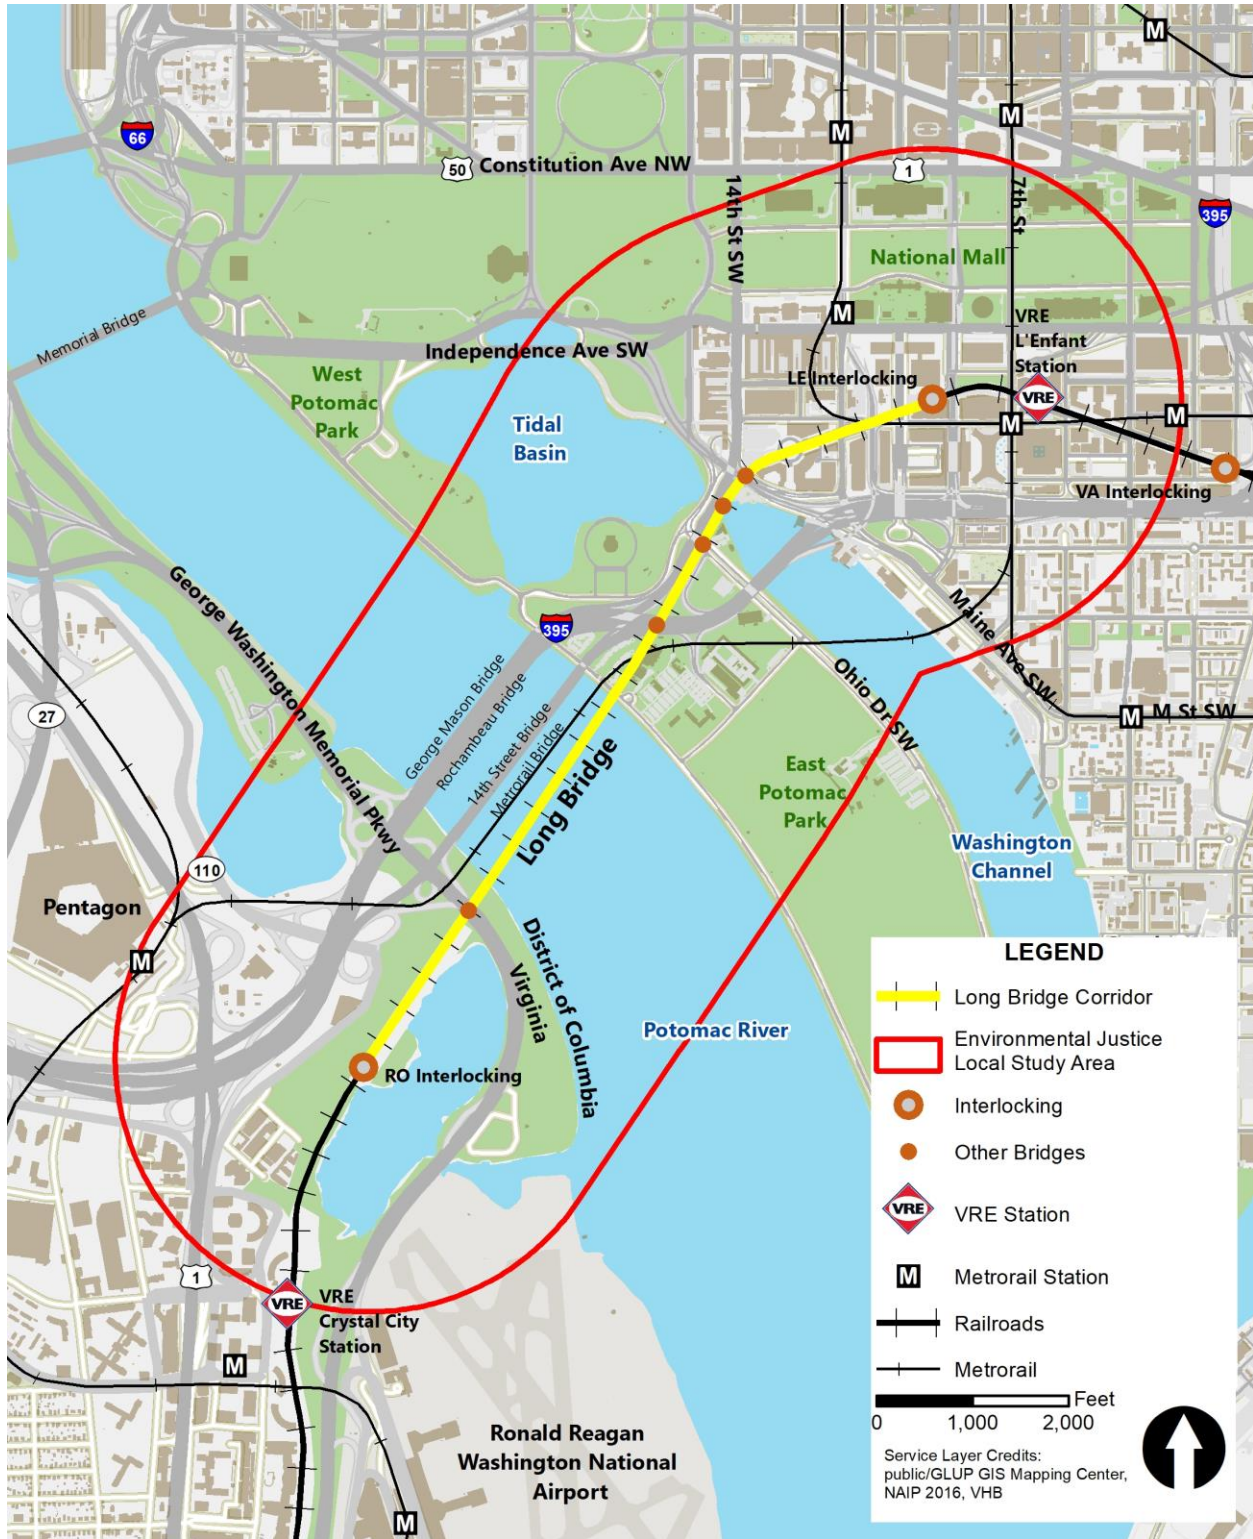 M
66
M
M
50
Constitution Ave NW
1
14th St SW
7th St
395
National Mall
Memorial Bridge
M
VRE
L'Enfant
Station
Independence Ave SW
West
Potomac
Park
LE Interlocking
VRE
Tidal
Basin
M
M
VA Interlocking
George Washington Memorial Pkwy
395
Maine Ave SW
Ohio Dr SW
27
M
M St SW
George Mason Bridge
Rochambeau Bridge
14th Street Bridge
Metrorail Bridge
Long Bridge
East
Potomac
Park
Washington
Channel
110
Pentagon
M
District of Columbia
Virginia
Potomac River
RO Interlocking
1
VRE
VRE
Crystal City
Station
M
Ronald Reagan
Washington National
Airport
M
LEGEND
Long Bridge Corridor
Environmental Justice
Local Study Area
Interlocking
Other Bridges
VRE
VRE Station
M
Metrorail Station
Railroads
Metrorail
Feet
0 1,000 2,000
Service Layer Credits:
public/GLUP GIS Mapping Center,
NAIP 2016, VHB